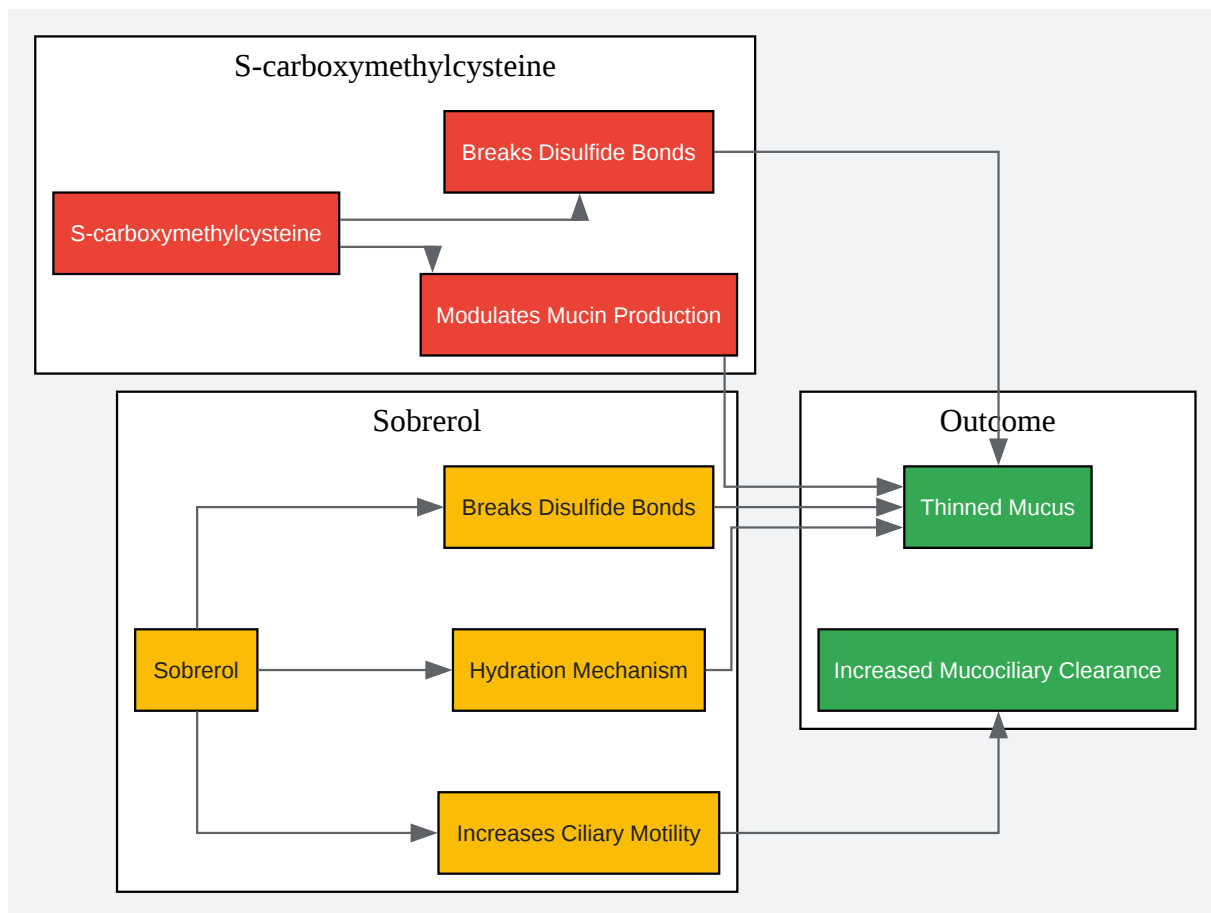 S-carboxymethylcysteine
Breaks Disulfide Bonds
S-carboxymethylcysteine
Modulates Mucin Production
Sobrerol
Breaks Disulfide Bonds
Sobrerol
Hydration Mechanism
Increases Ciliary Motility
Outcome
Thinned Mucus
Increased Mucociliary Clearance